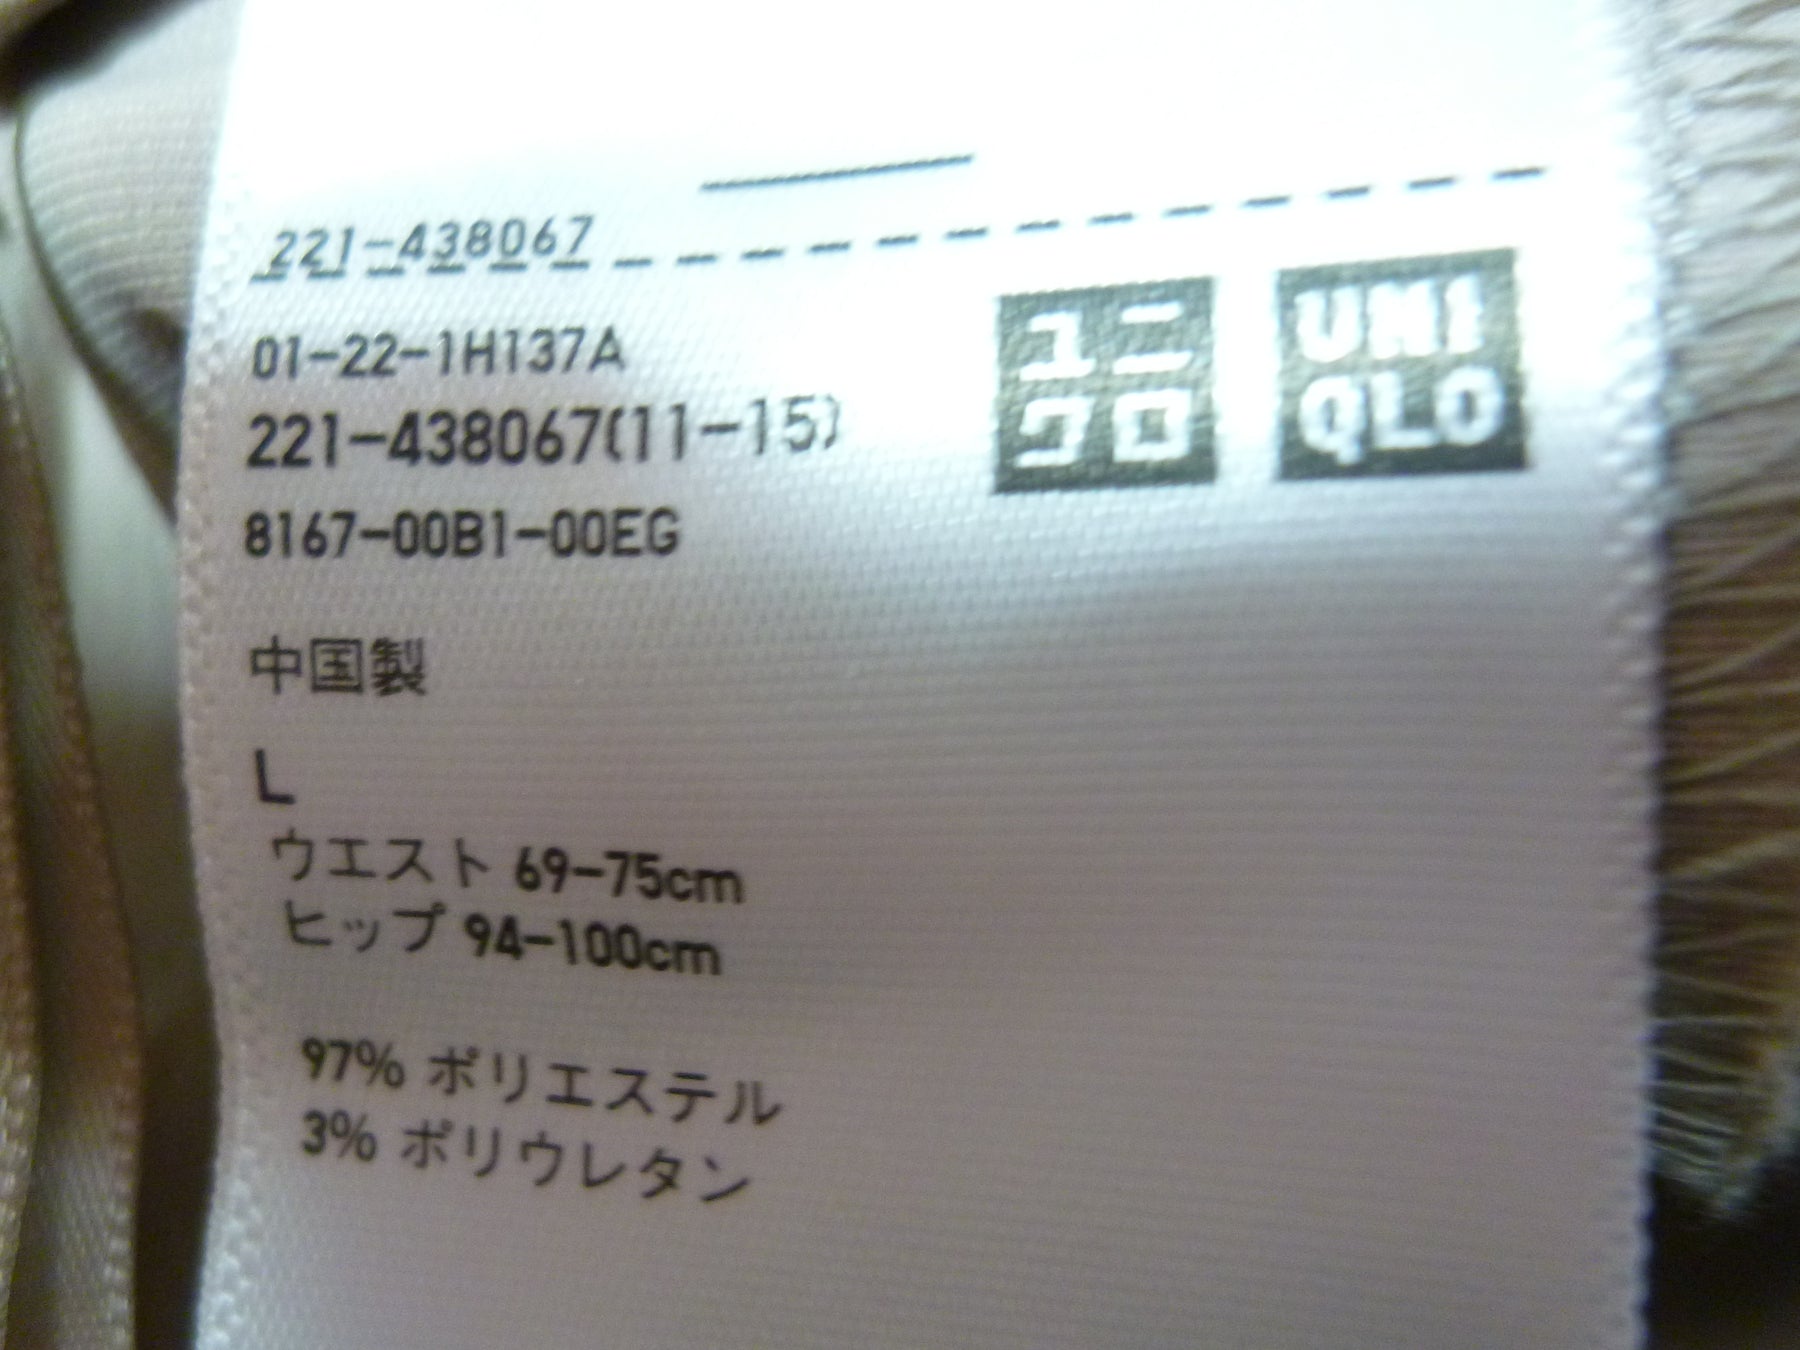 221-438067
01-22-1H137A
221-438067(11-15)
8167-00B1-00EG
ユニ
クロ
UNI
QLO
中国製
L
ウエスト 69-75cm
ヒップ 94-100cm
97% ポリエステル
3% ポリウレタン